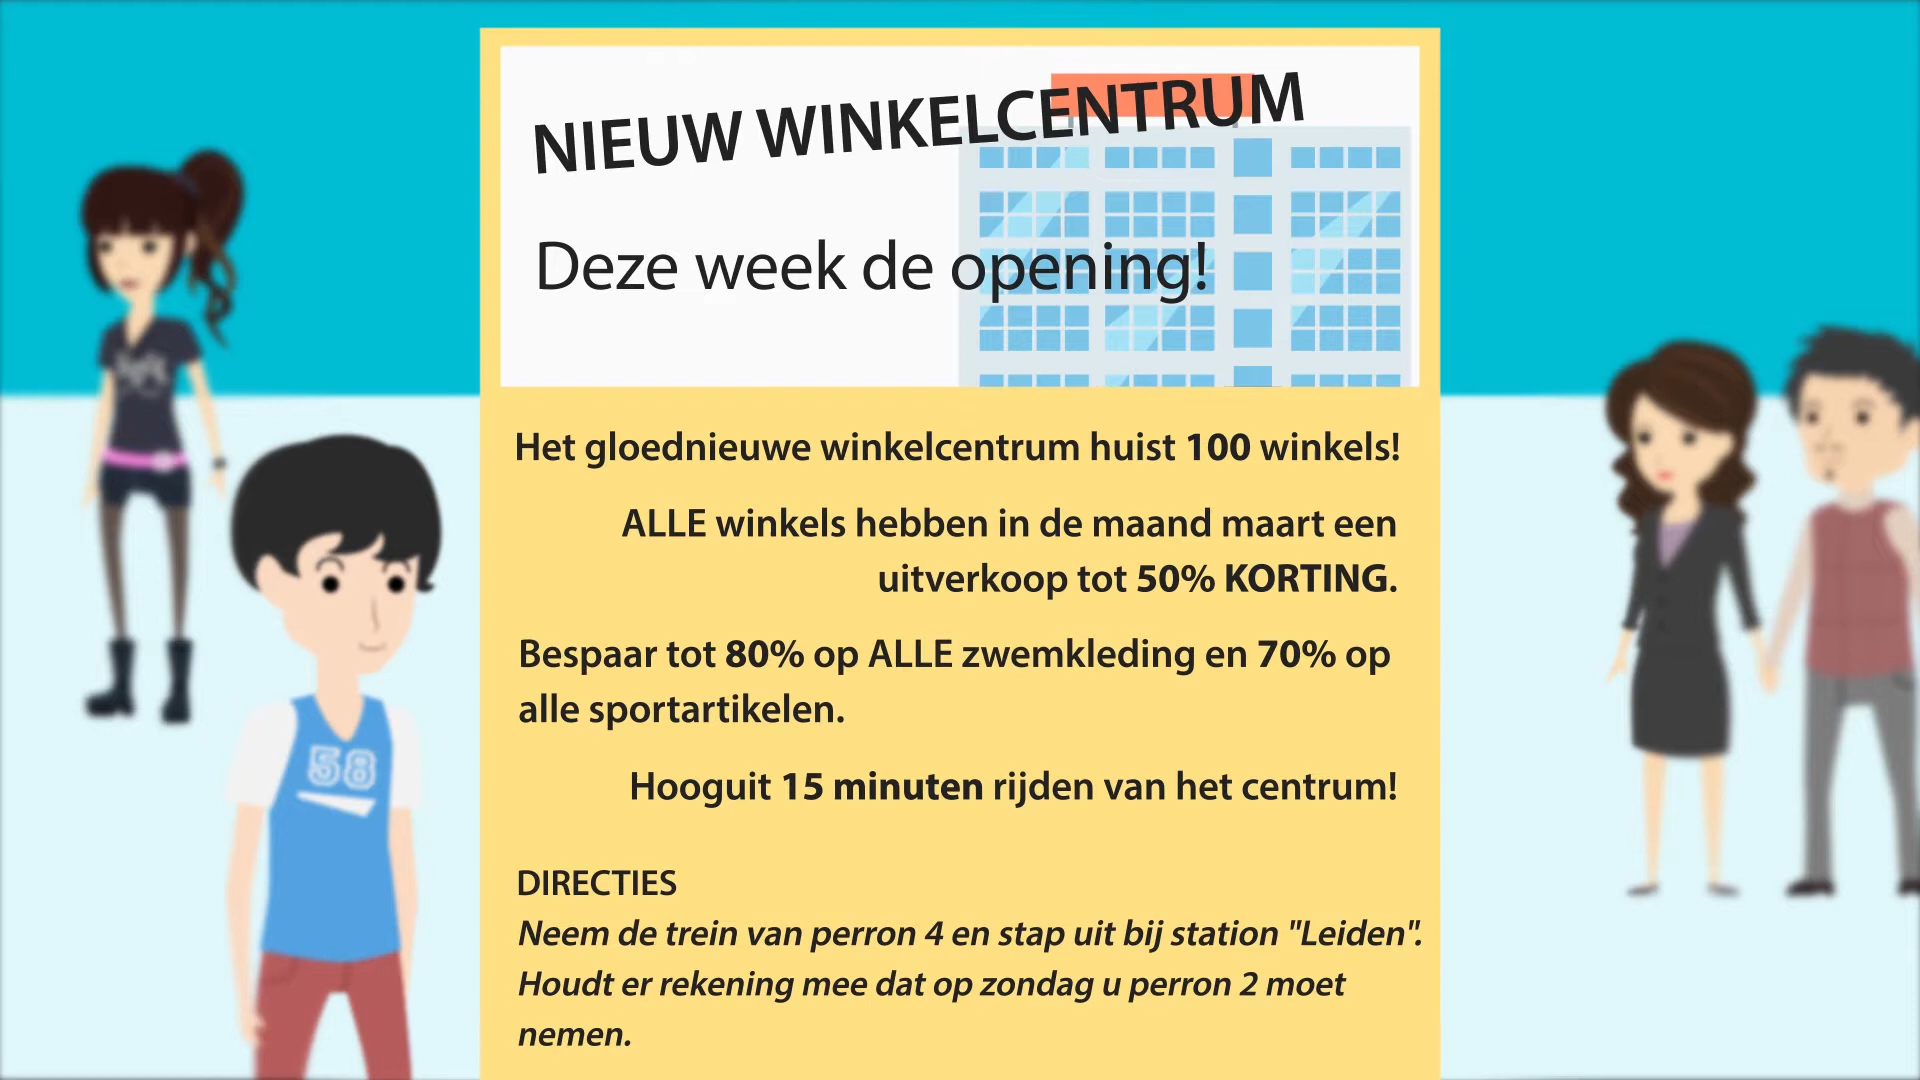 NIEUW WINKELCENTRUM
Deze week de opening!
Het gloednieuwe winkelcentrum huist 100 winkels!
ALLE winkels hebben in de maand maart een
uitverkoop tot 50% KORTING.
Bespaar tot 80% op ALLE zwemkleding en 70% op
alle sportartikelen.
Hooguit 15 minuten rijden van het centrum!
DIRECTIES
Neem de trein van perron 4 en stap uit bij station "Leiden".
Houdt er rekening mee dat op zondag u perron 2 moet
nemen.
58